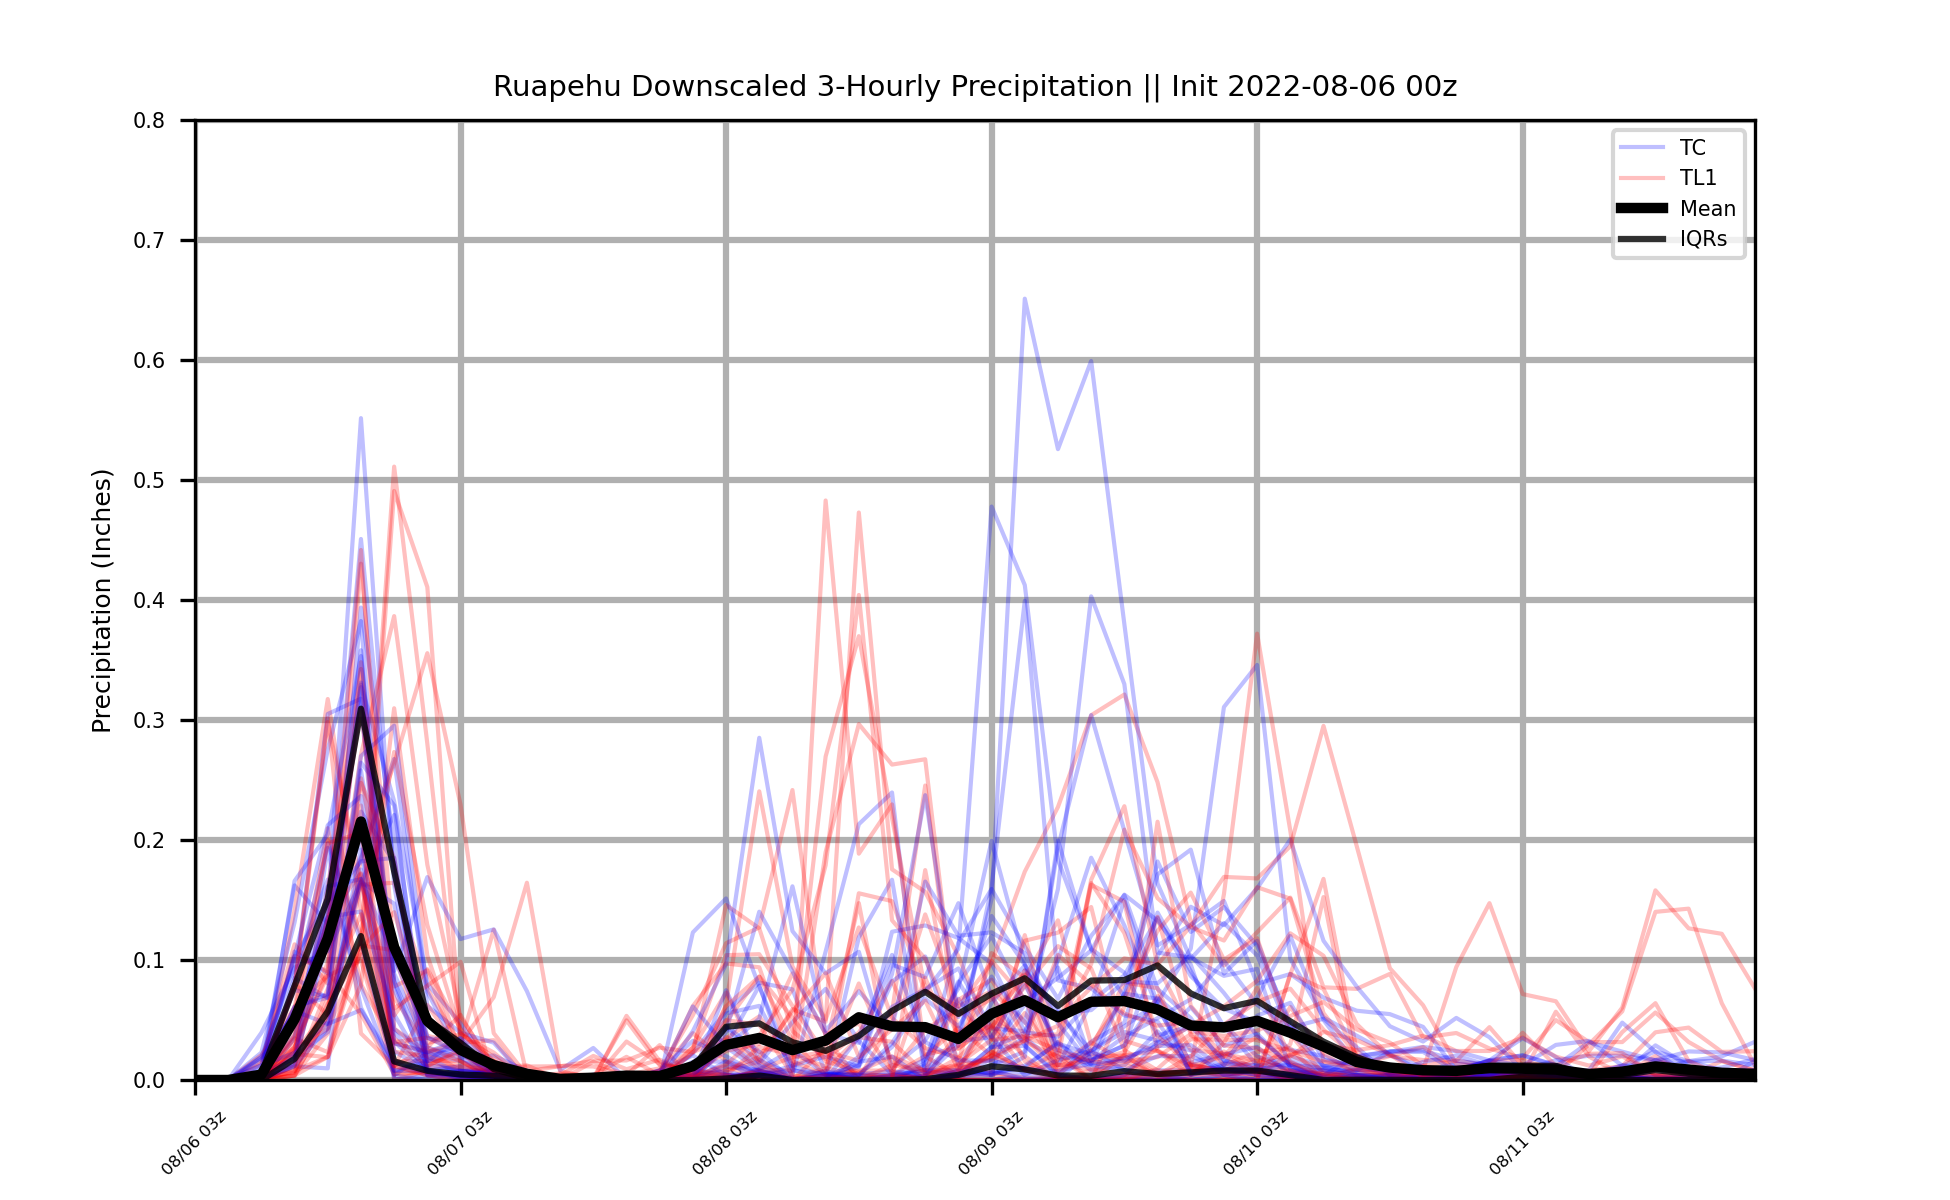 Ruapehu Downscaled 3-Hourly Precipitation || Init 2022-08-06 00z
Precipitation (Inches)
0.8
0.7
0.6
0.5
0.4
0.3
0.2
0.1
0.0
TC
TL1
Mean
IQRs
08/06 03z
08/07 03z
08/08 03z
08/09 03z
08/10 03z
08/11 03z